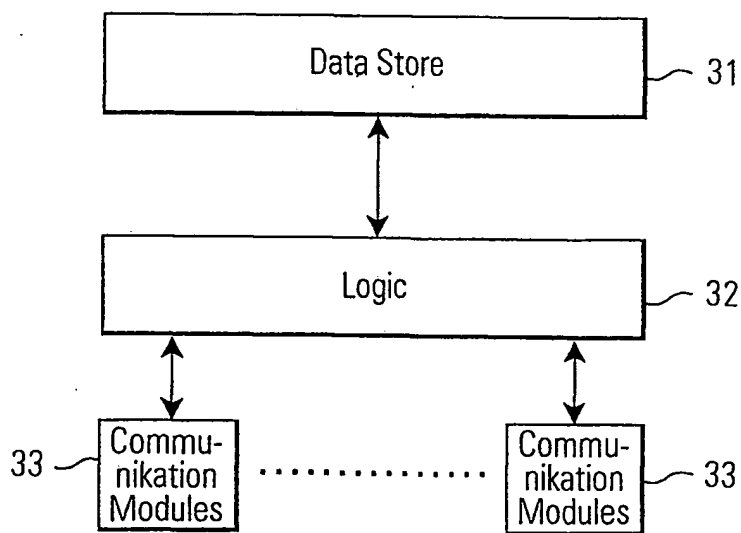 Data Store
31
Logic
32
33
Commu-
nikation
Modules
Commu-
nikation
Modules
33